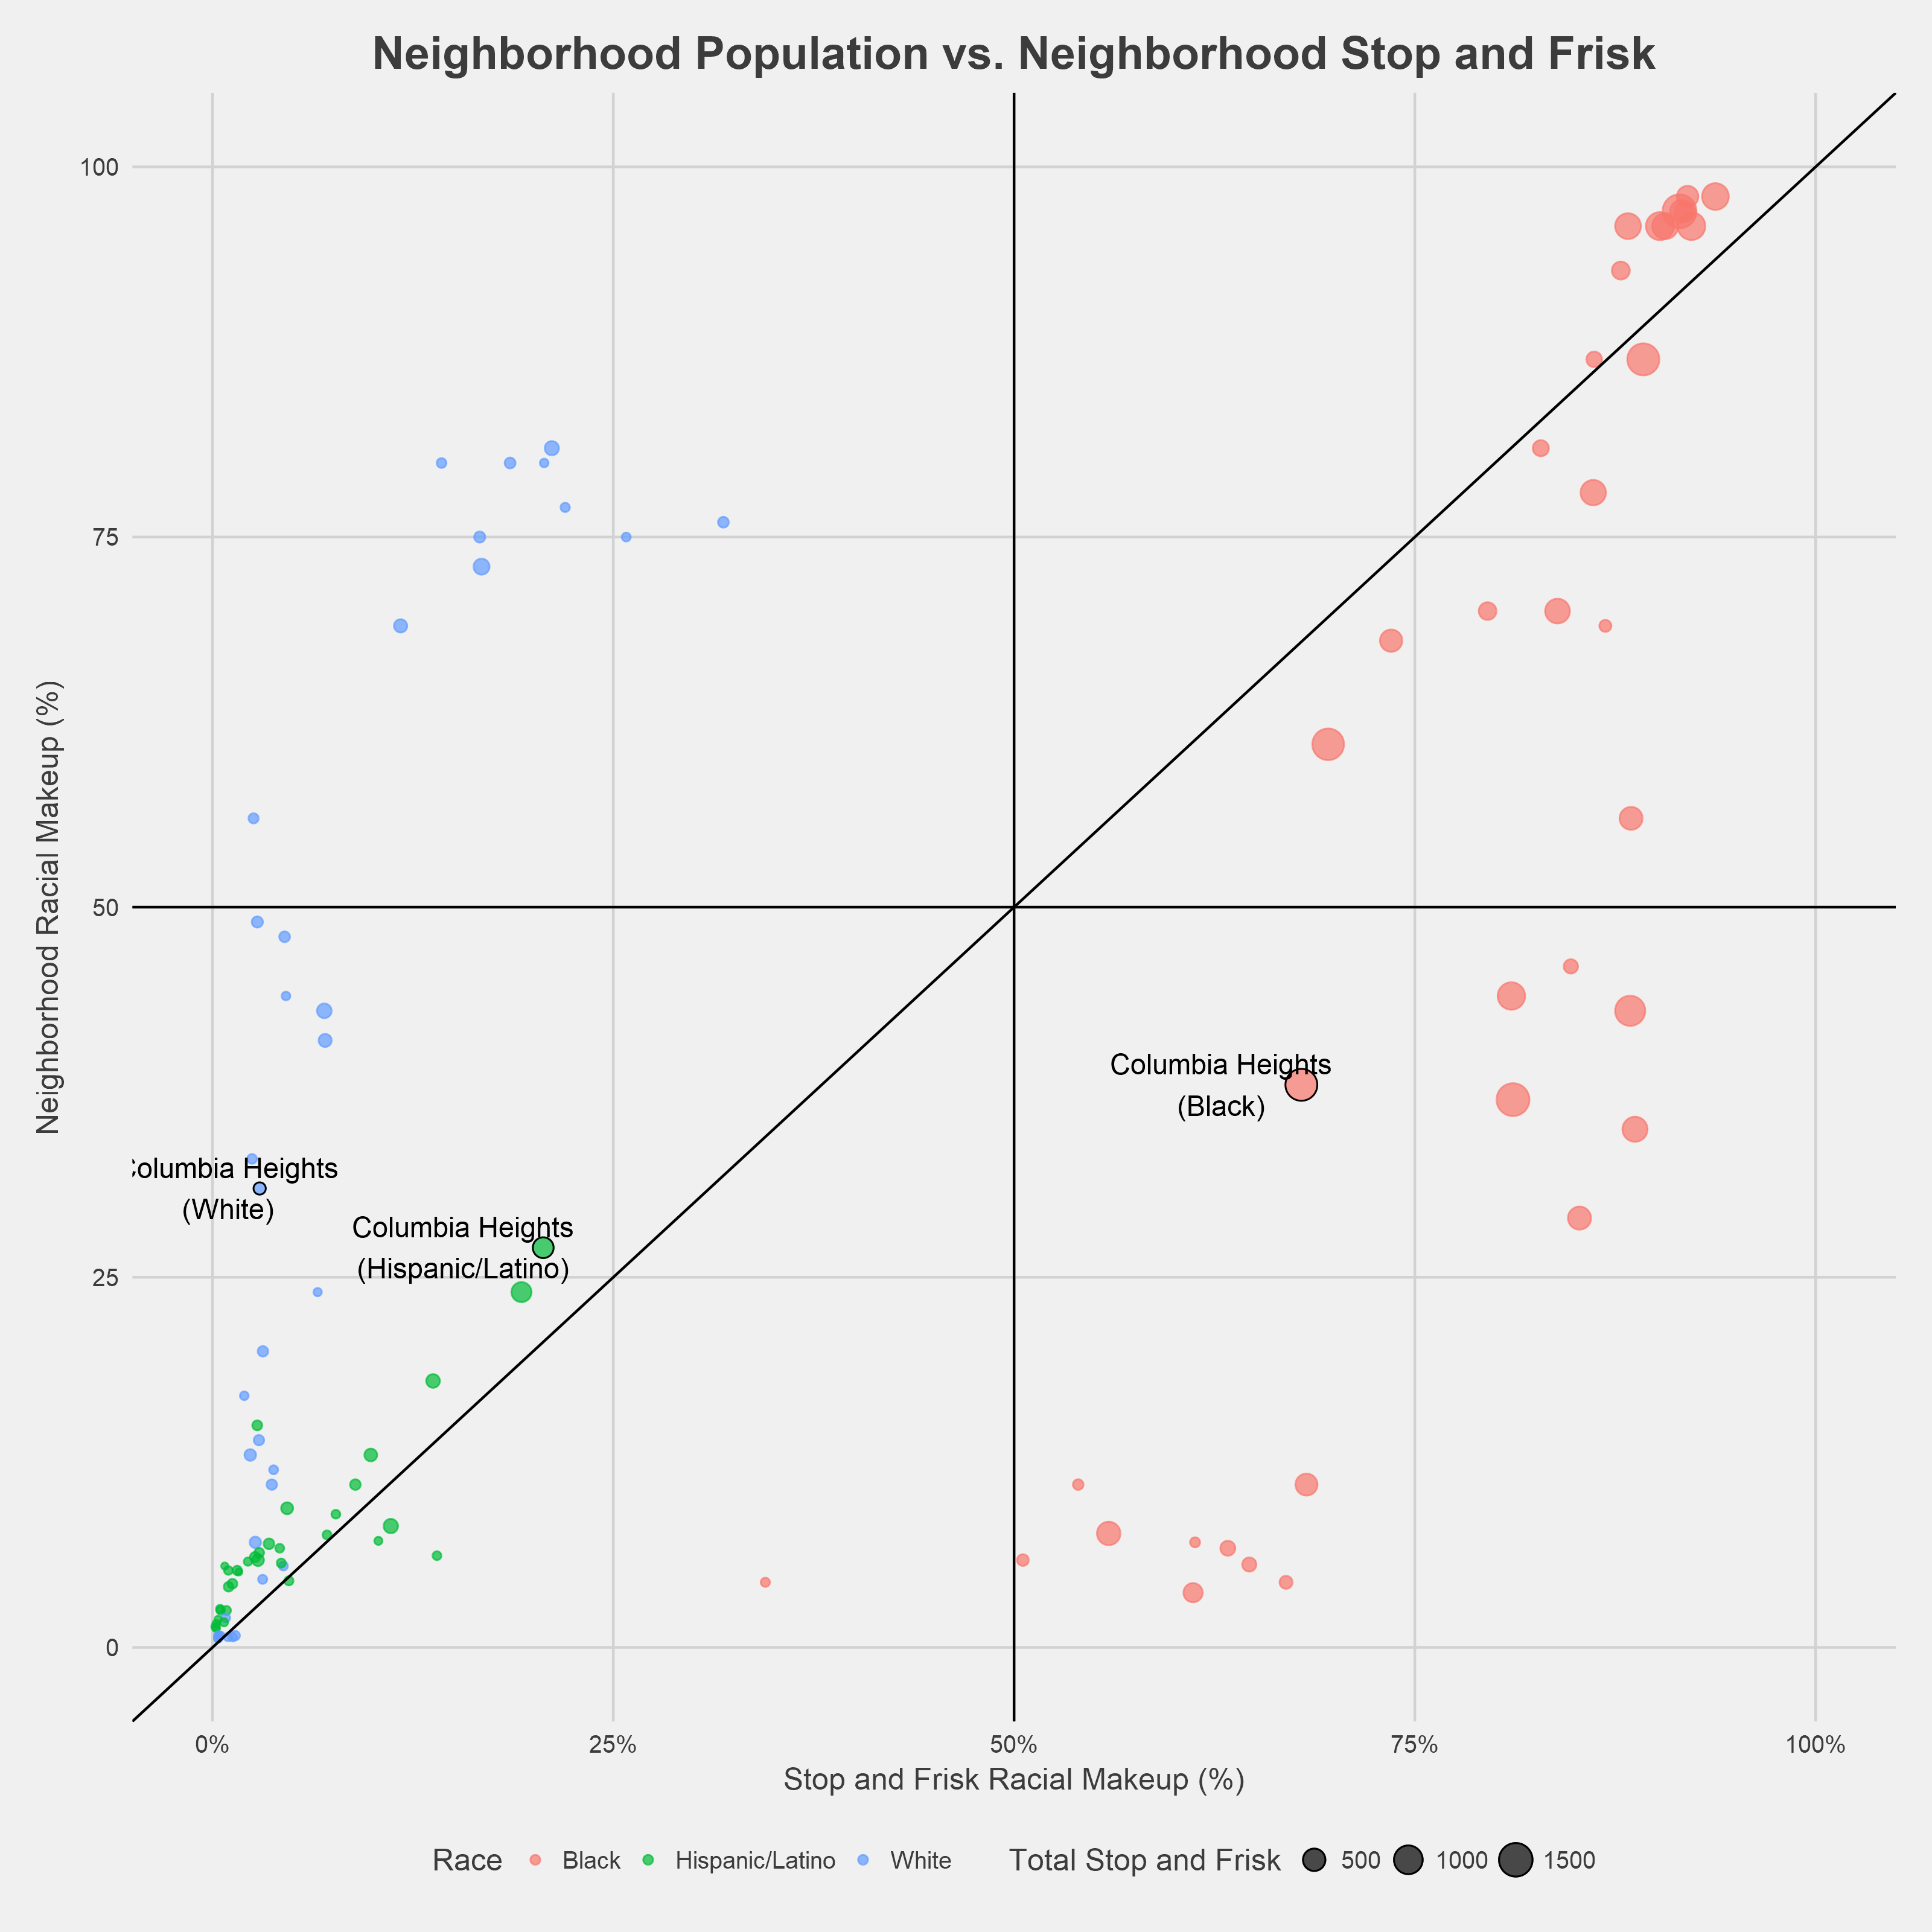 Neighborhood Population vs. Neighborhood Stop and Frisk
100
75
50
25
0
Neighborhood Racial Makeup (%)
Columbia Heights
(Black)
Columbia Heights
(White)
Columbia Heights
(Hispanic/Latino)
0% 25% 50% 75% 100%
Stop and Frisk Racial Makeup (%)
Race Black Hispanic/Latino White Total Stop and Frisk 500 1000 1500